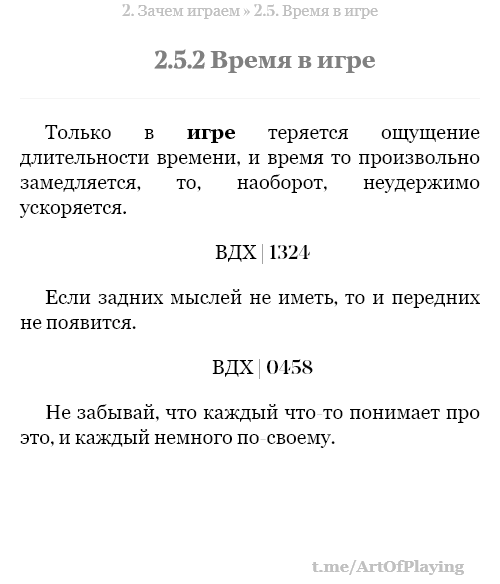 2. Зачем играем » 2.5. Время в игре
2.5.2 Время в игре
Только в игре теряется ощущение
длительности времени, и время то произвольно
замедляется, то, наоборот, неудержимо
ускоряется.
ВДХ | 1324
Если задних мыслей не иметь, то и передних
не появится.
ВДХ | 0458
Не забывай, что каждый что-то понимает про
это, и каждый немного по-своему.
t.me/ArtOfPlaying